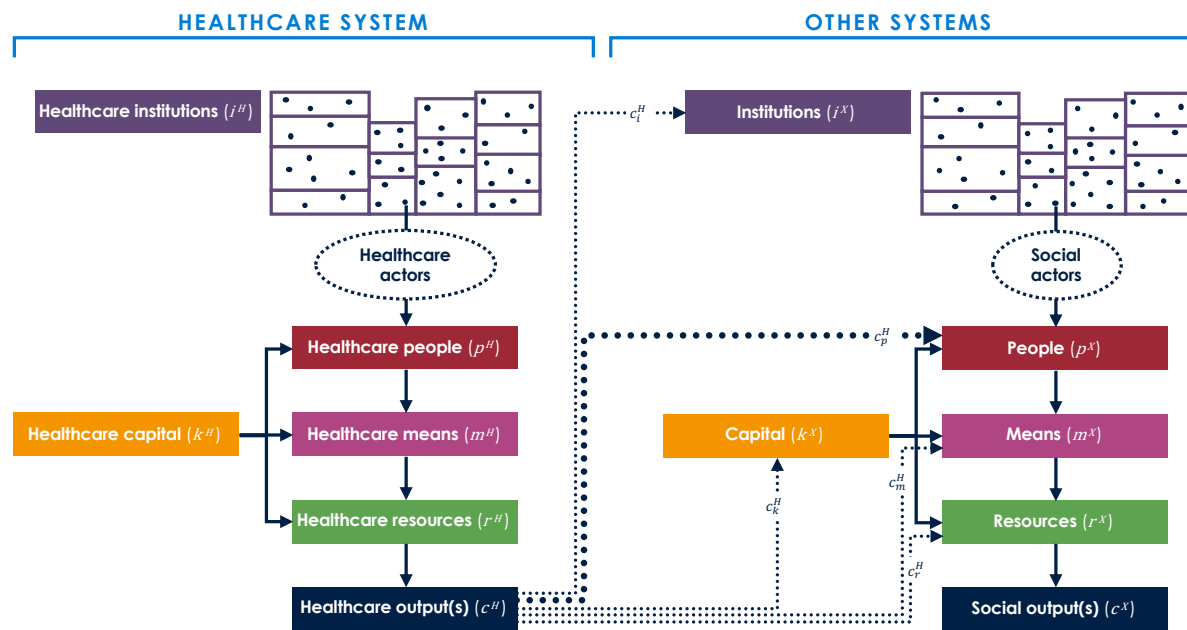 HEALTHCARE SYSTEM
OTHER SYSTEMS
Healthcare institutions (i^H)
c_i^H
Institutions (i^X)
Healthcare
actors
Social
actors
Healthcare people (p^H)
c_p^H
People (p^X)
Healthcare capital (k^H)
Healthcare means (m^H)
Capital (k^X)
Means (m^X)
c_m^H
c_k^H
Healthcare resources (r^H)
Resources (r^X)
c_r^H
Healthcare output(s) (c^H)
Social output(s) (c^X)